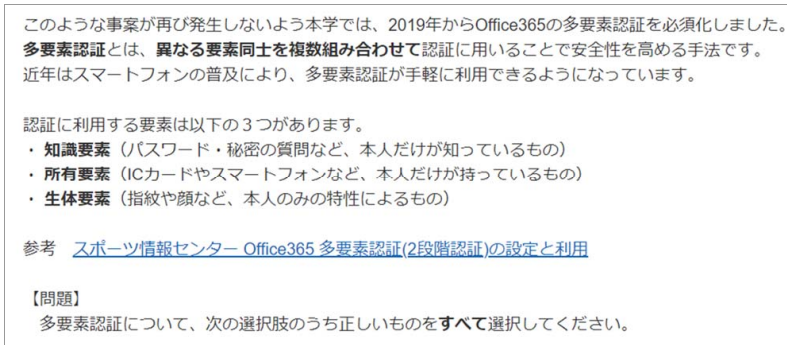 このような事案が再び発生しないよう本学では、2019年からOffice365の多要素認証を必須化しました。
多要素認証とは、異なる要素同士を複数組み合わせて認証に用いることで安全性を高める手法です。
近年はスマートフォンの普及により、多要素認証が手軽に利用できるようになっています。
認証に利用する要素は以下の３つがあります。
・ 知識要素（パスワード・秘密の質問など、本人だけが知っているもの）
・ 所有要素（ICカードやスマートフォンなど、本人だけが持っているもの）
・ 生体要素（指紋や顔など、本人のみの特性によるもの）
参考　スポーツ情報センター Office365 多要素認証(2段階認証)の設定と利用
【問題】
多要素認証について、次の選択肢のうち正しいものをすべて選択してください。